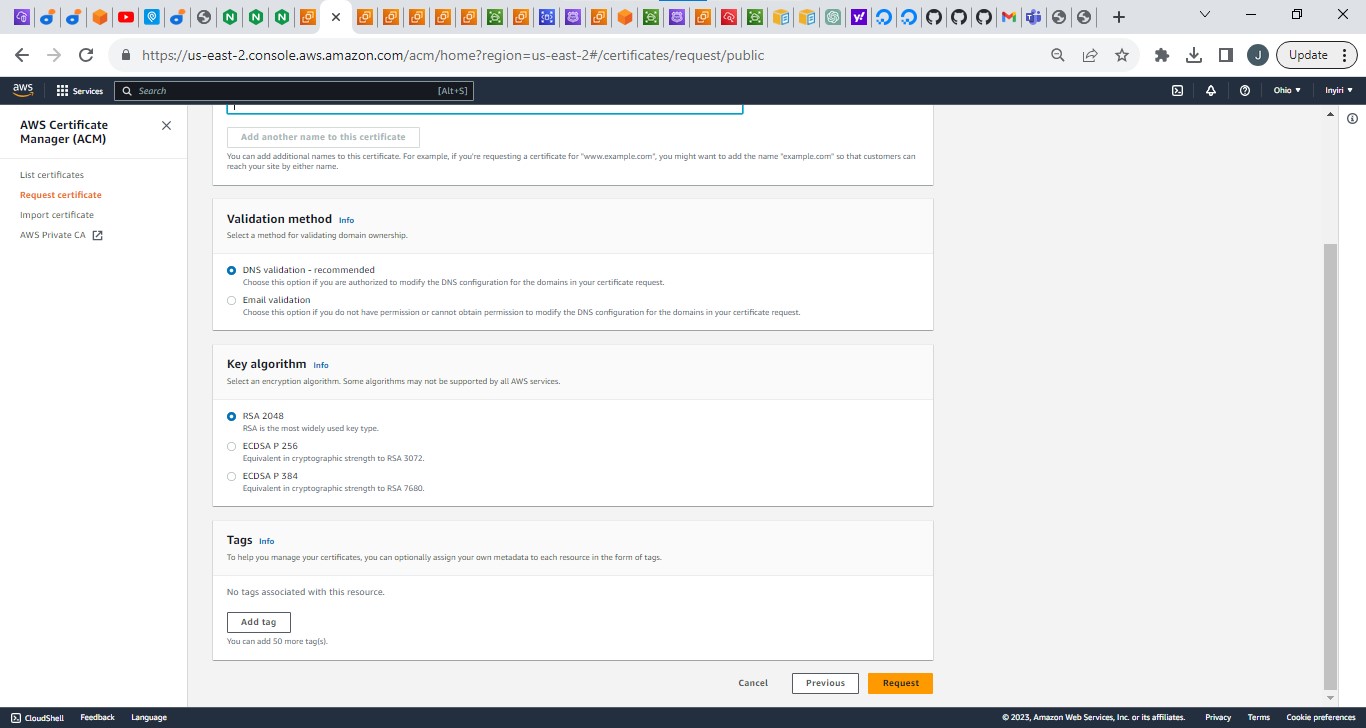 https://us-east-2.console.aws.amazon.com/acm/home?region=us-east-2#/certificates/request/public
J
Update
aws
Services
Search
[Alt+S]
Ohio
Inyiri
AWS Certificate
Manager (ACM)
List certificates
Request certificate
Import certificate
AWS Private CA
Add another name to this certificate
You can add additional names to this certificate. For example, if you're requesting a certificate for "www.example.com", you might want to add the name "example.com" so that customers can
reach your site by either name.
Validation method Info
Select a method for validating domain ownership.
DNS validation - recommended
Choose this option if you are authorized to modify the DNS configuration for the domains in your certificate request.
Email validation
Choose this option if you do not have permission or cannot obtain permission to modify the DNS configuration for the domains in your certificate request.
Key algorithm Info
Select an encryption algorithm. Some algorithms may not be supported by all AWS services.
RSA 2048
RSA is the most widely used key type.
ECDSA P 256
Equivalent in cryptographic strength to RSA 3072.
ECDSA P 384
Equivalent in cryptographic strength to RSA 7680.
Tags Info
To help you manage your certificates, you can optionally assign your own metadata to each resource in the form of tags.
No tags associated with this resource.
Add tag
You can add 50 more tag(s).
Cancel
Previous
Request
CloudShell
Feedback
Language
© 2023, Amazon Web Services, Inc. or its affiliates.
Privacy
Terms
Cookie preferences